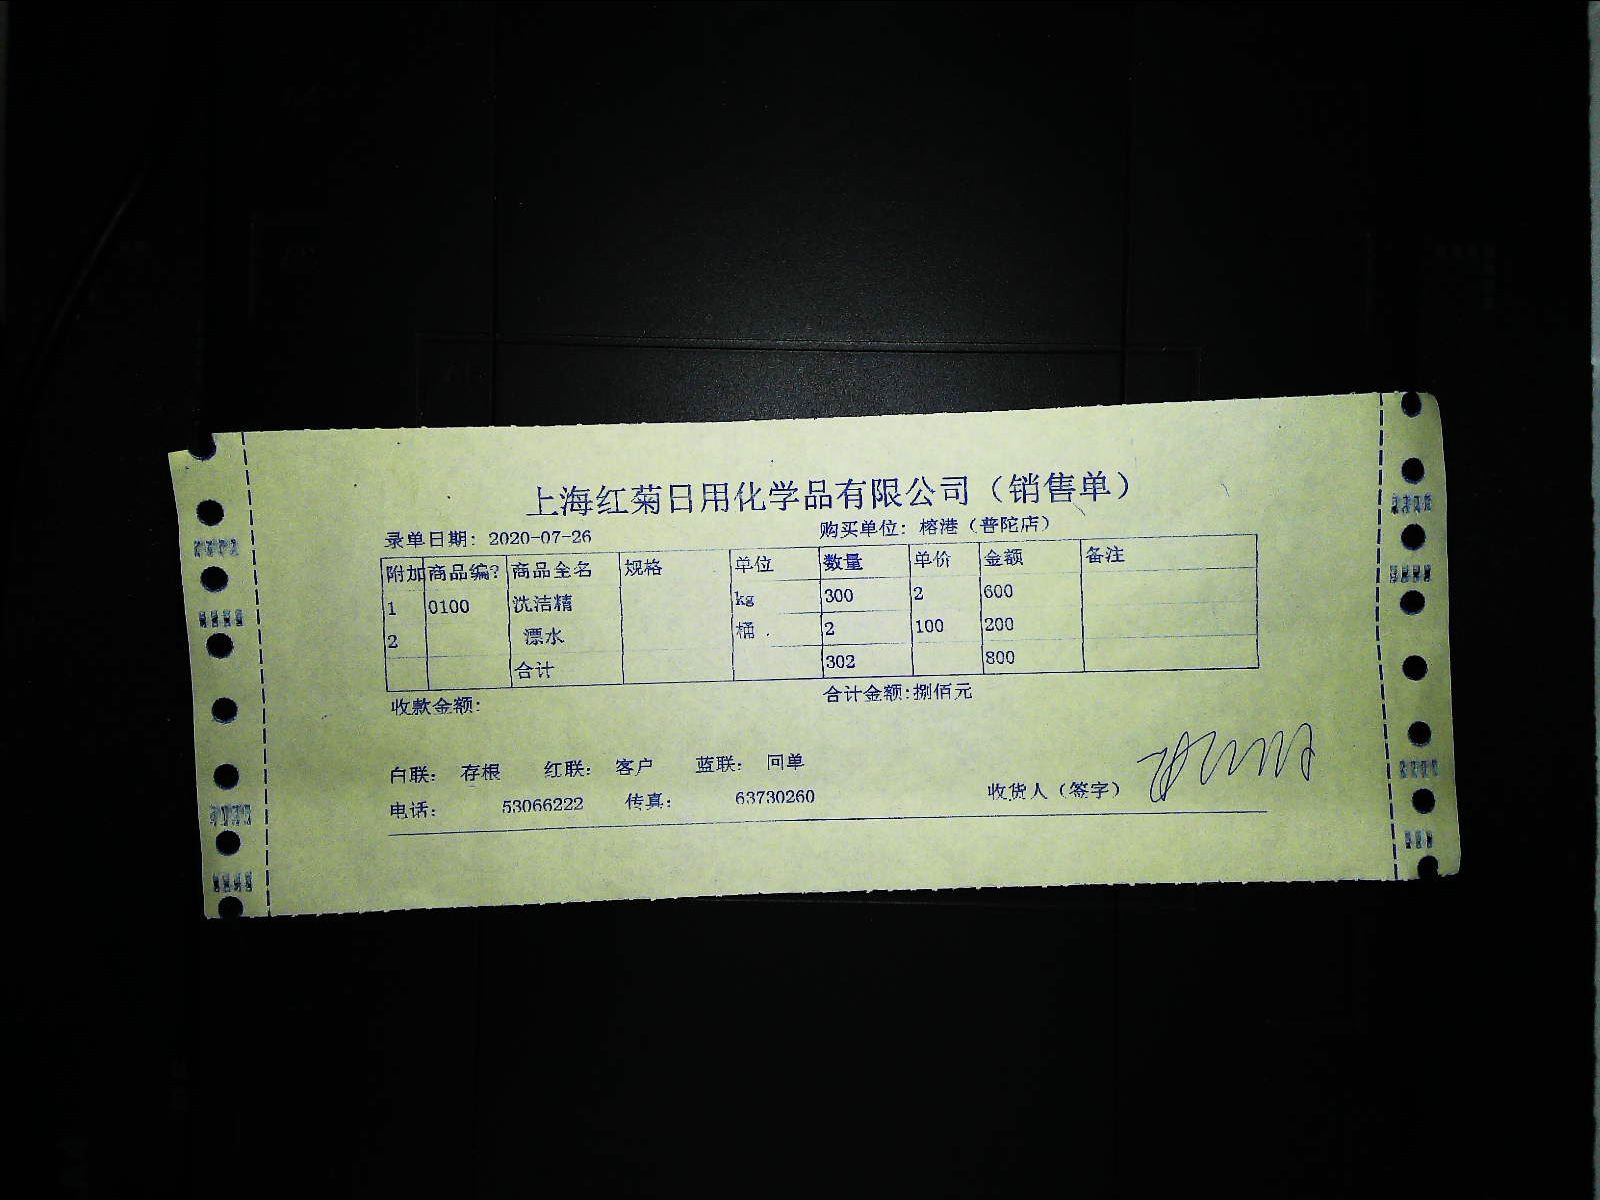 上海红菊日用化学品有限公司（销售单）
录单日期: 2020-07-26 购买单位: 榕港（普陀店）
附加 商品编? 商品全名 规格 单位 数量 单价 金额 备注
1 0100 洗洁精 kg 300 2 600
2 漂水 桶 2 100 200
合计 302 800
收款金额: 合计金额:捌佰元
白联: 存根 红联: 客户 蓝联: 回单
电话: 53066222 传真: 63730260 收货人（签字）